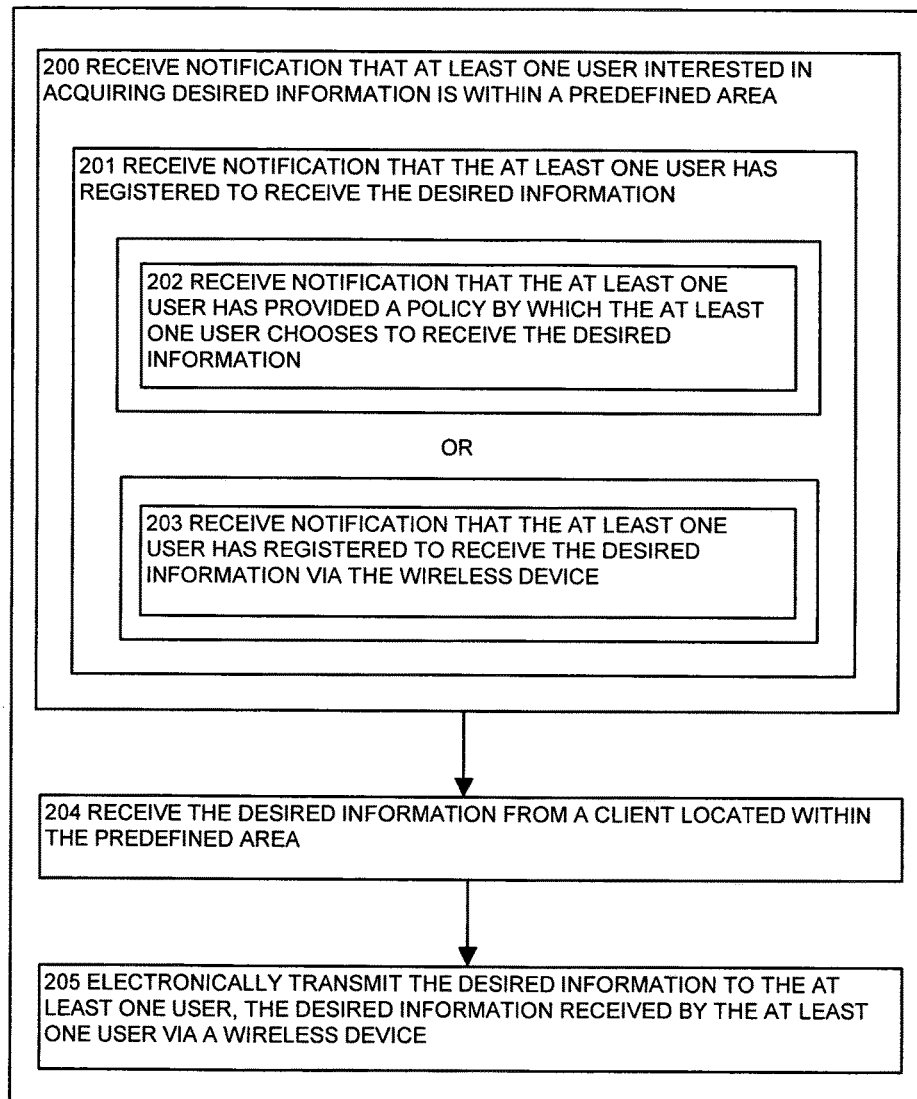 200 RECEIVE NOTIFICATION THAT AT LEAST ONE USER INTERESTED IN
ACQUIRING DESIRED INFORMATION IS WITHIN A PREDEFINED AREA
201 RECEIVE NOTIFICATION THAT THE AT LEAST ONE USER HAS
REGISTERED TO RECEIVE THE DESIRED INFORMATION
202 RECEIVE NOTIFICATION THAT THE AT LEAST ONE
USER HAS PROVIDED A POLICY BY WHICH THE AT LEAST
ONE USER CHOOSES TO RECEIVE THE DESIRED
INFORMATION
OR
203 RECEIVE NOTIFICATION THAT THE AT LEAST ONE
USER HAS REGISTERED TO RECEIVE THE DESIRED
INFORMATION VIA THE WIRELESS DEVICE
204 RECEIVE THE DESIRED INFORMATION FROM A CLIENT LOCATED WITHIN
THE PREDEFINED AREA
205 ELECTRONICALLY TRANSMIT THE DESIRED INFORMATION TO THE AT
LEAST ONE USER, THE DESIRED INFORMATION RECEIVED BY THE AT LEAST
ONE USER VIA A WIRELESS DEVICE